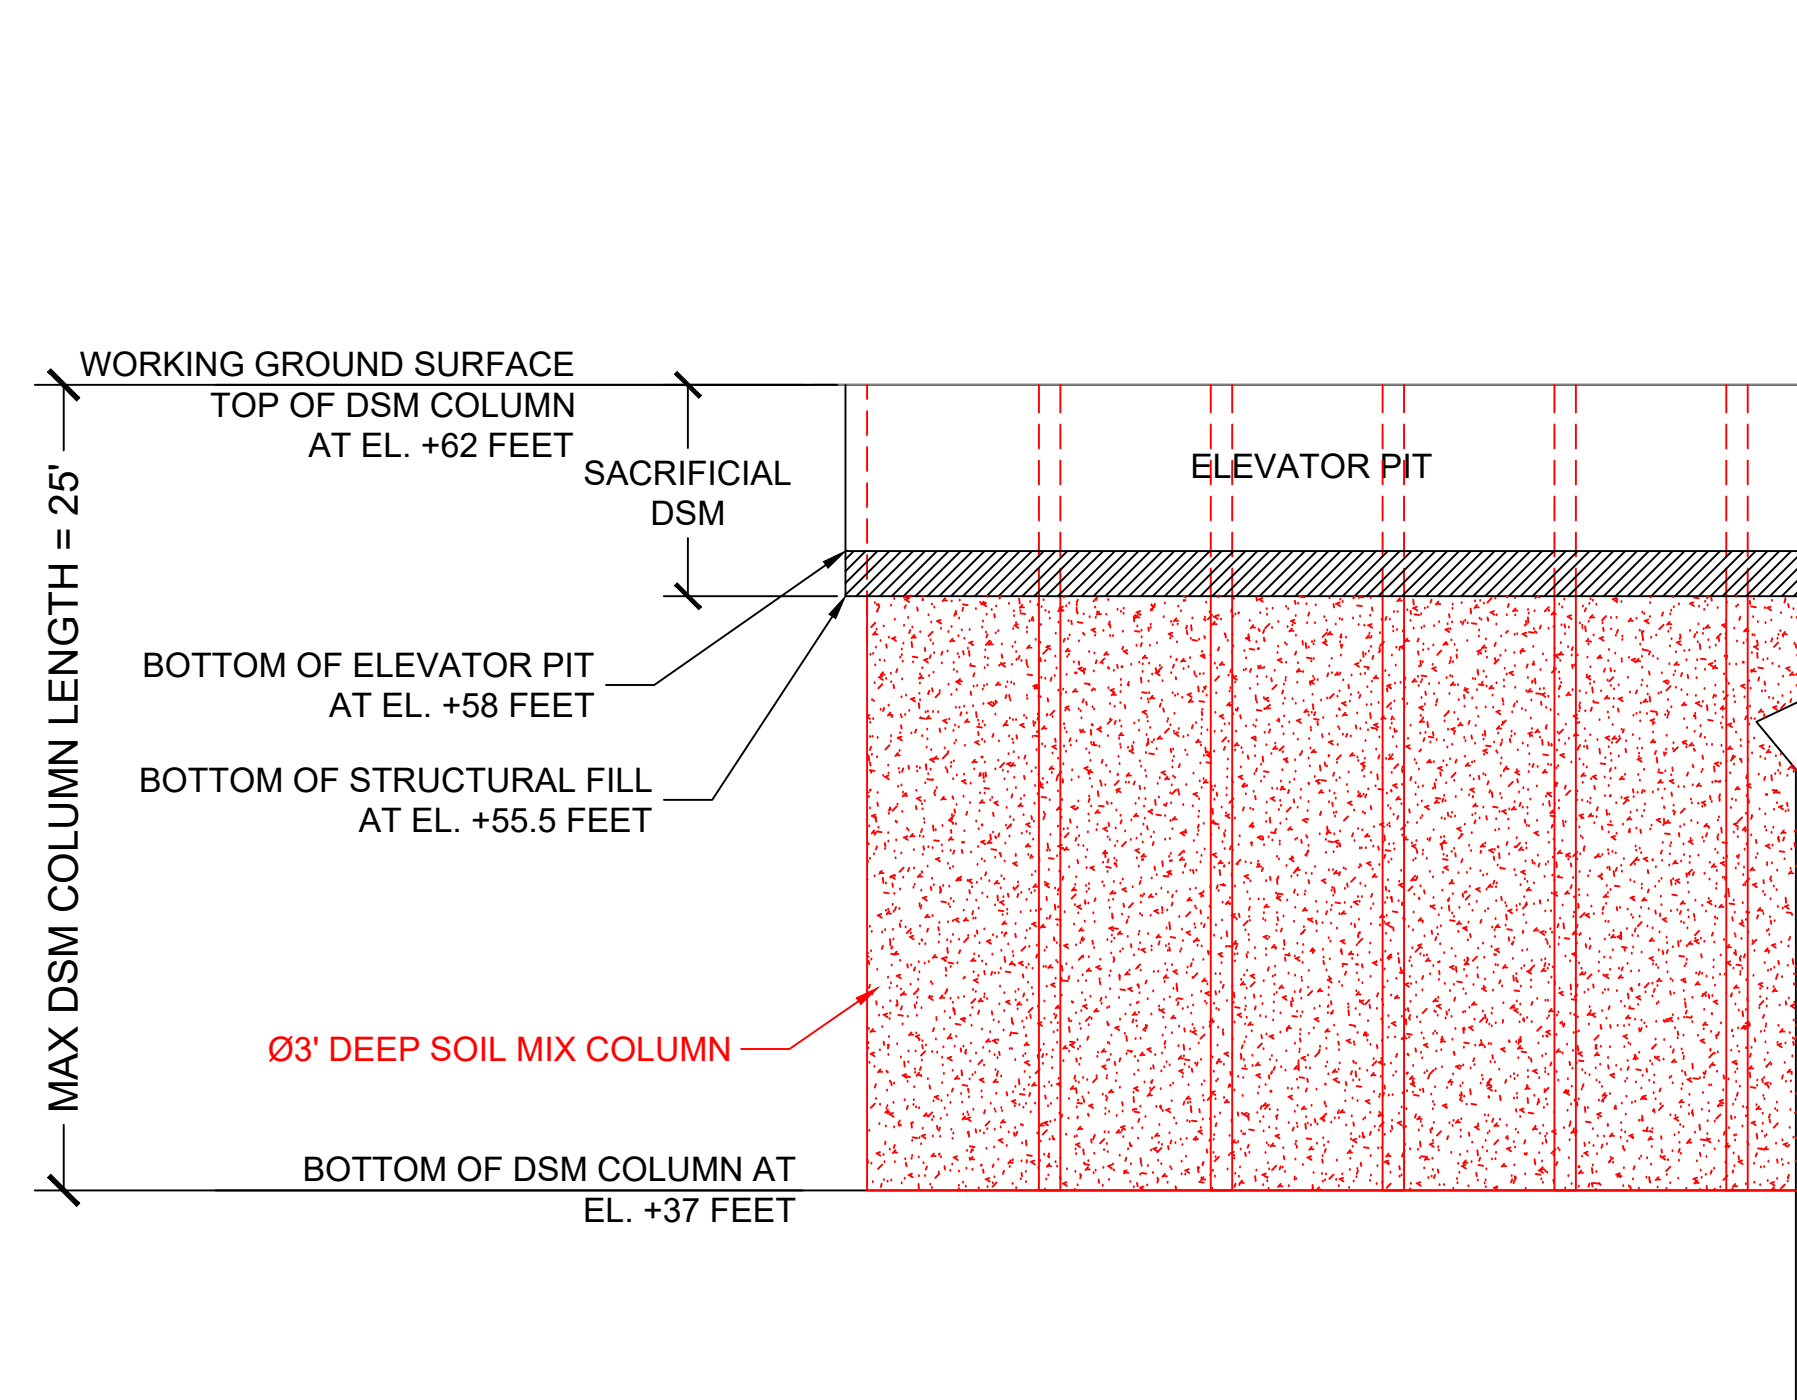 WORKING GROUND SURFACE
TOP OF DSM COLUMN
AT EL. +62 FEET
SACRIFICIAL
DSM
ELEVATOR PIT
MAX DSM COLUMN LENGTH = 25'
BOTTOM OF ELEVATOR PIT
AT EL. +58 FEET
BOTTOM OF STRUCTURAL FILL
AT EL. +55.5 FEET
Ø3' DEEP SOIL MIX COLUMN
BOTTOM OF DSM COLUMN AT
EL. +37 FEET